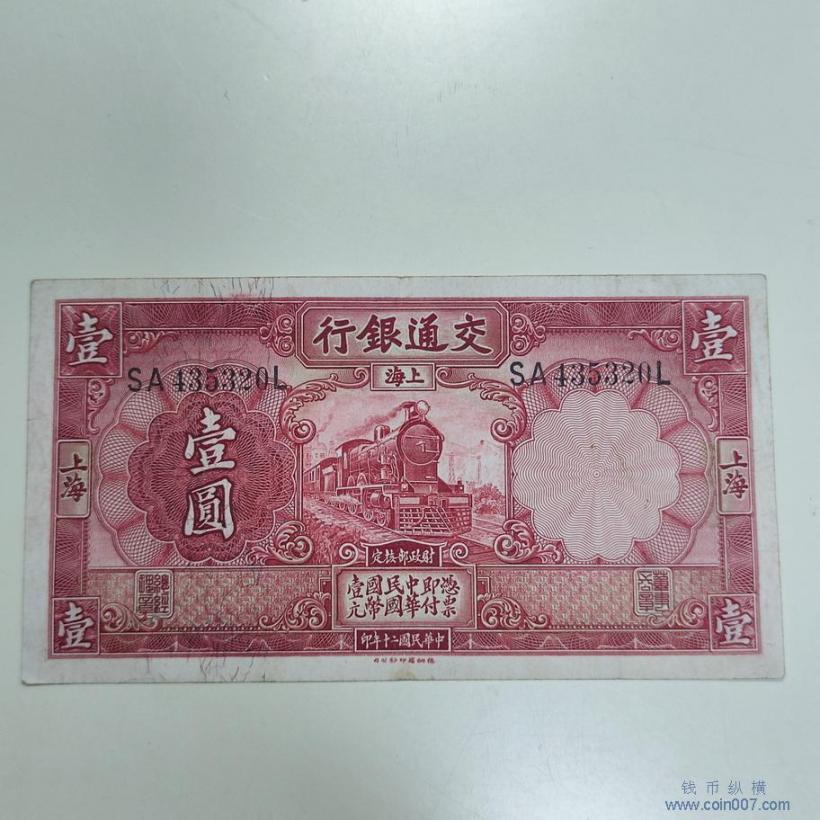 交通銀行
壹
壹
SA435320L
SA435320L
上海
壹圓
上海
上海
財政部核定
憑票即付中華民國國幣壹元
壹
壹
中華民國二十年印
钱币纵横
www.coin007.com